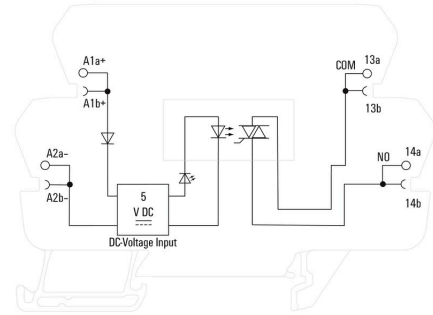 A1a+
A1b+
A2a–
A2b–
5
V DC
DC-Voltage Input
COM
13a
13b
NO
14a
14b